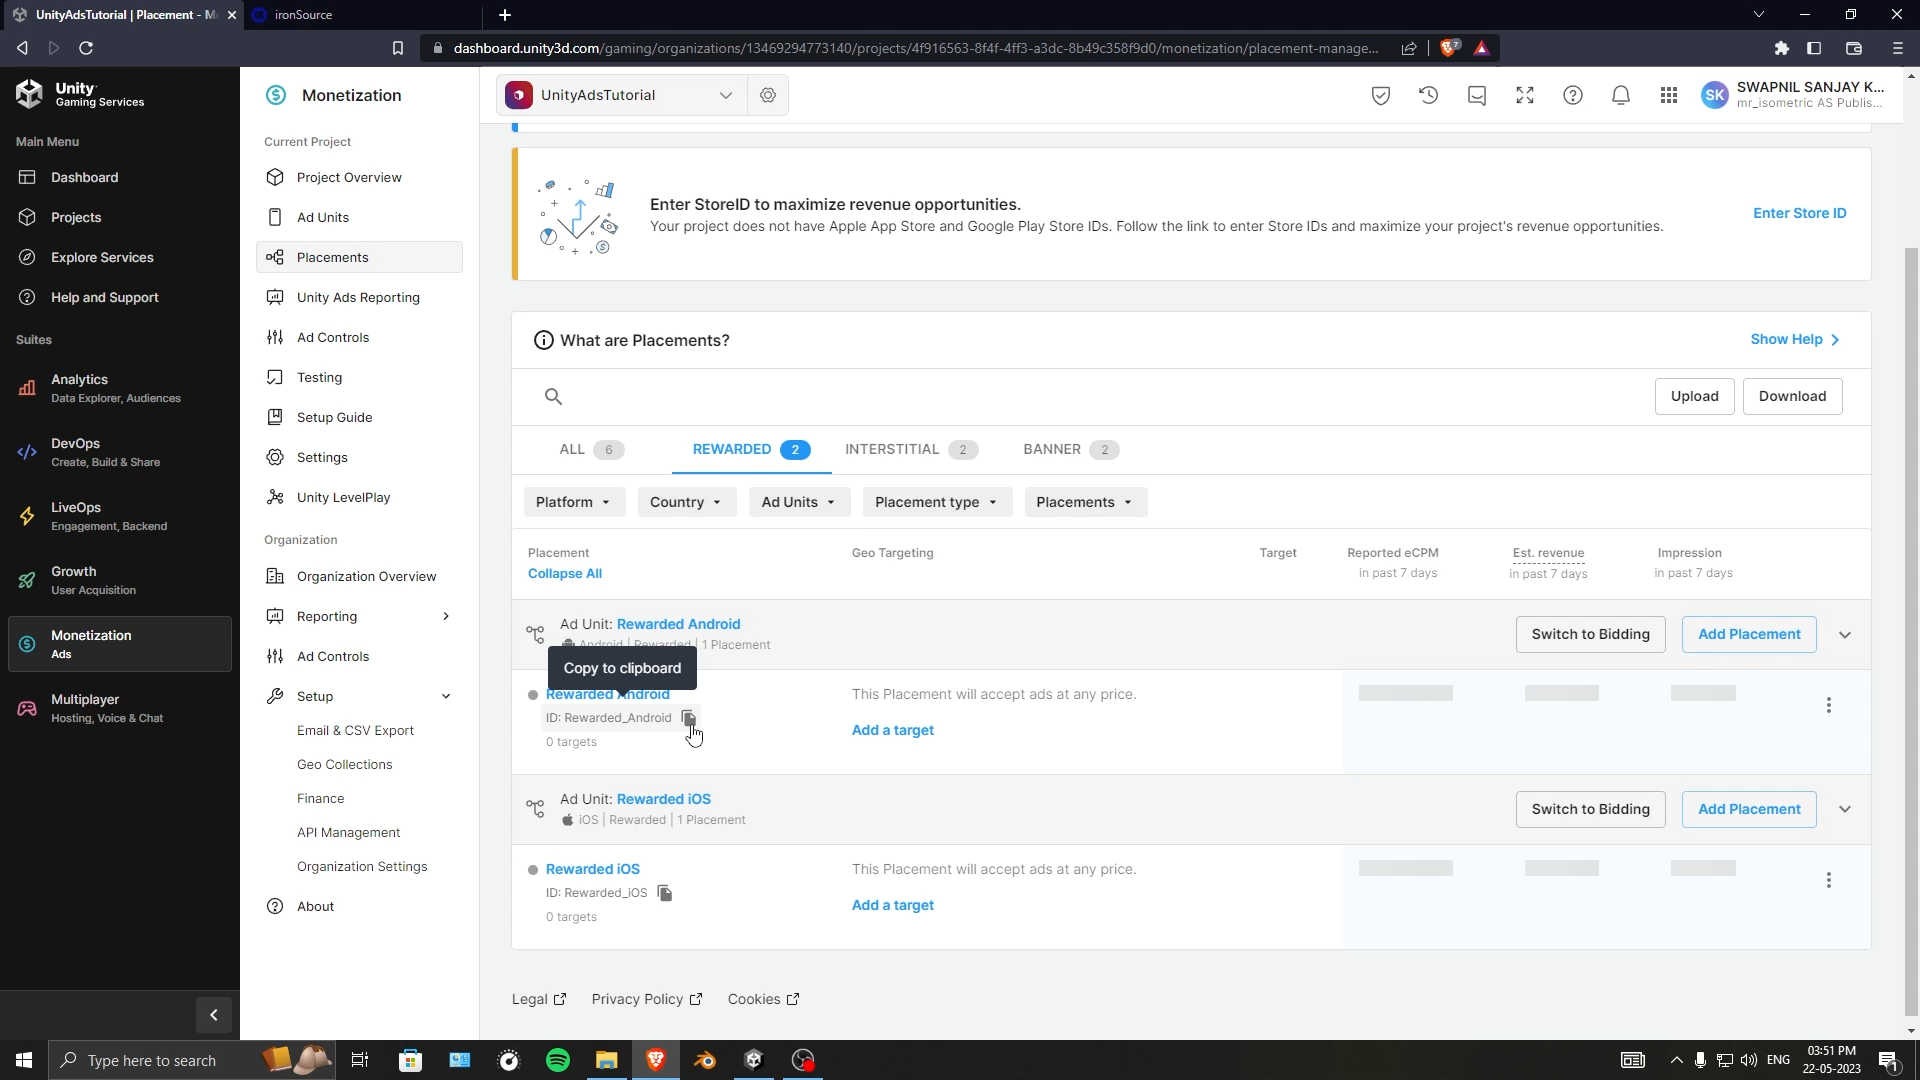 UnityAdsTutorial | Placement - M
ironSource
dashboard.unity3d.com/gaming/organizations/13469294773140/projects/4f916563-8f4f-4ff3-a3dc-8b49c358f9d0/monetization/placement-manage...
Unity
Gaming Services
Main Menu
Dashboard
Projects
Explore Services
Help and Support
Suites
Analytics
Data Explorer, Audiences
DevOps
Create, Build & Share
LiveOps
Engagement, Backend
Growth
User Acquisition
Monetization
Ads
Multiplayer
Hosting, Voice & Chat
Monetization
Current Project
Project Overview
Ad Units
Placements
Unity Ads Reporting
Ad Controls
Testing
Setup Guide
Settings
Unity LevelPlay
Organization
Organization Overview
Reporting
Ad Controls
Setup
Email & CSV Export
Geo Collections
Finance
API Management
Organization Settings
About
UnityAdsTutorial
SK
SWAPNIL SANJAY K...
mr_isometric AS Publis...
Enter StoreID to maximize revenue opportunities.
Your project does not have Apple App Store and Google Play Store IDs. Follow the link to enter Store IDs and maximize your project's revenue opportunities.
Enter Store ID
What are Placements?
Show Help
Upload
Download
ALL 6
REWARDED 2
INTERSTITIAL 2
BANNER 2
Platform
Country
Ad Units
Placement type
Placements
Placement
Collapse All
Geo Targeting
Target
Reported eCPM
in past 7 days
Est. revenue
in past 7 days
Impression
in past 7 days
Ad Unit: Rewarded Android
Android | Rewarded | 1 Placement
Switch to Bidding
Add Placement
Copy to clipboard
Rewarded Android
ID: Rewarded_Android
0 targets
This Placement will accept ads at any price.
Add a target
Ad Unit: Rewarded iOS
iOS | Rewarded | 1 Placement
Switch to Bidding
Add Placement
Rewarded iOS
ID: Rewarded_iOS
0 targets
This Placement will accept ads at any price.
Add a target
Legal
Privacy Policy
Cookies
Type here to search
ENG
03:51 PM
22-05-2023
1